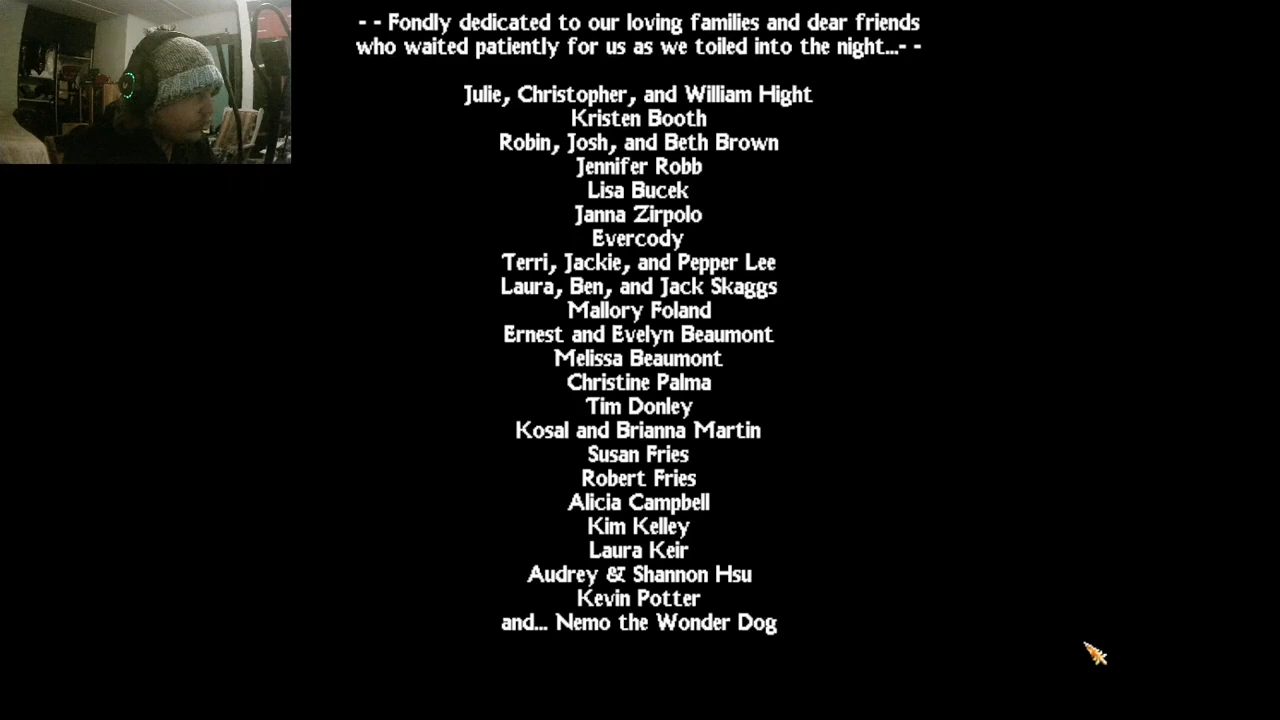 - - Fondly dedicated to our loving families and dear friends
who waited patiently for us as we toiled into the night...- -
Julie, Christopher, and William Hight
Kristen Booth
Robin, Josh, and Beth Brown
Jennifer Robb
Lisa Bucek
Janna Zirpolo
Evercody
Terri, Jackie, and Pepper Lee
Laura, Ben, and Jack Skaggs
Mallory Foland
Ernest and Evelyn Beaumont
Melissa Beaumont
Christine Palma
Tim Donley
Kosal and Brianna Martin
Susan Fries
Robert Fries
Alicia Campbell
Kim Kelley
Laura Keir
Audrey & Shannon Hsu
Kevin Potter
and... Nemo the Wonder Dog